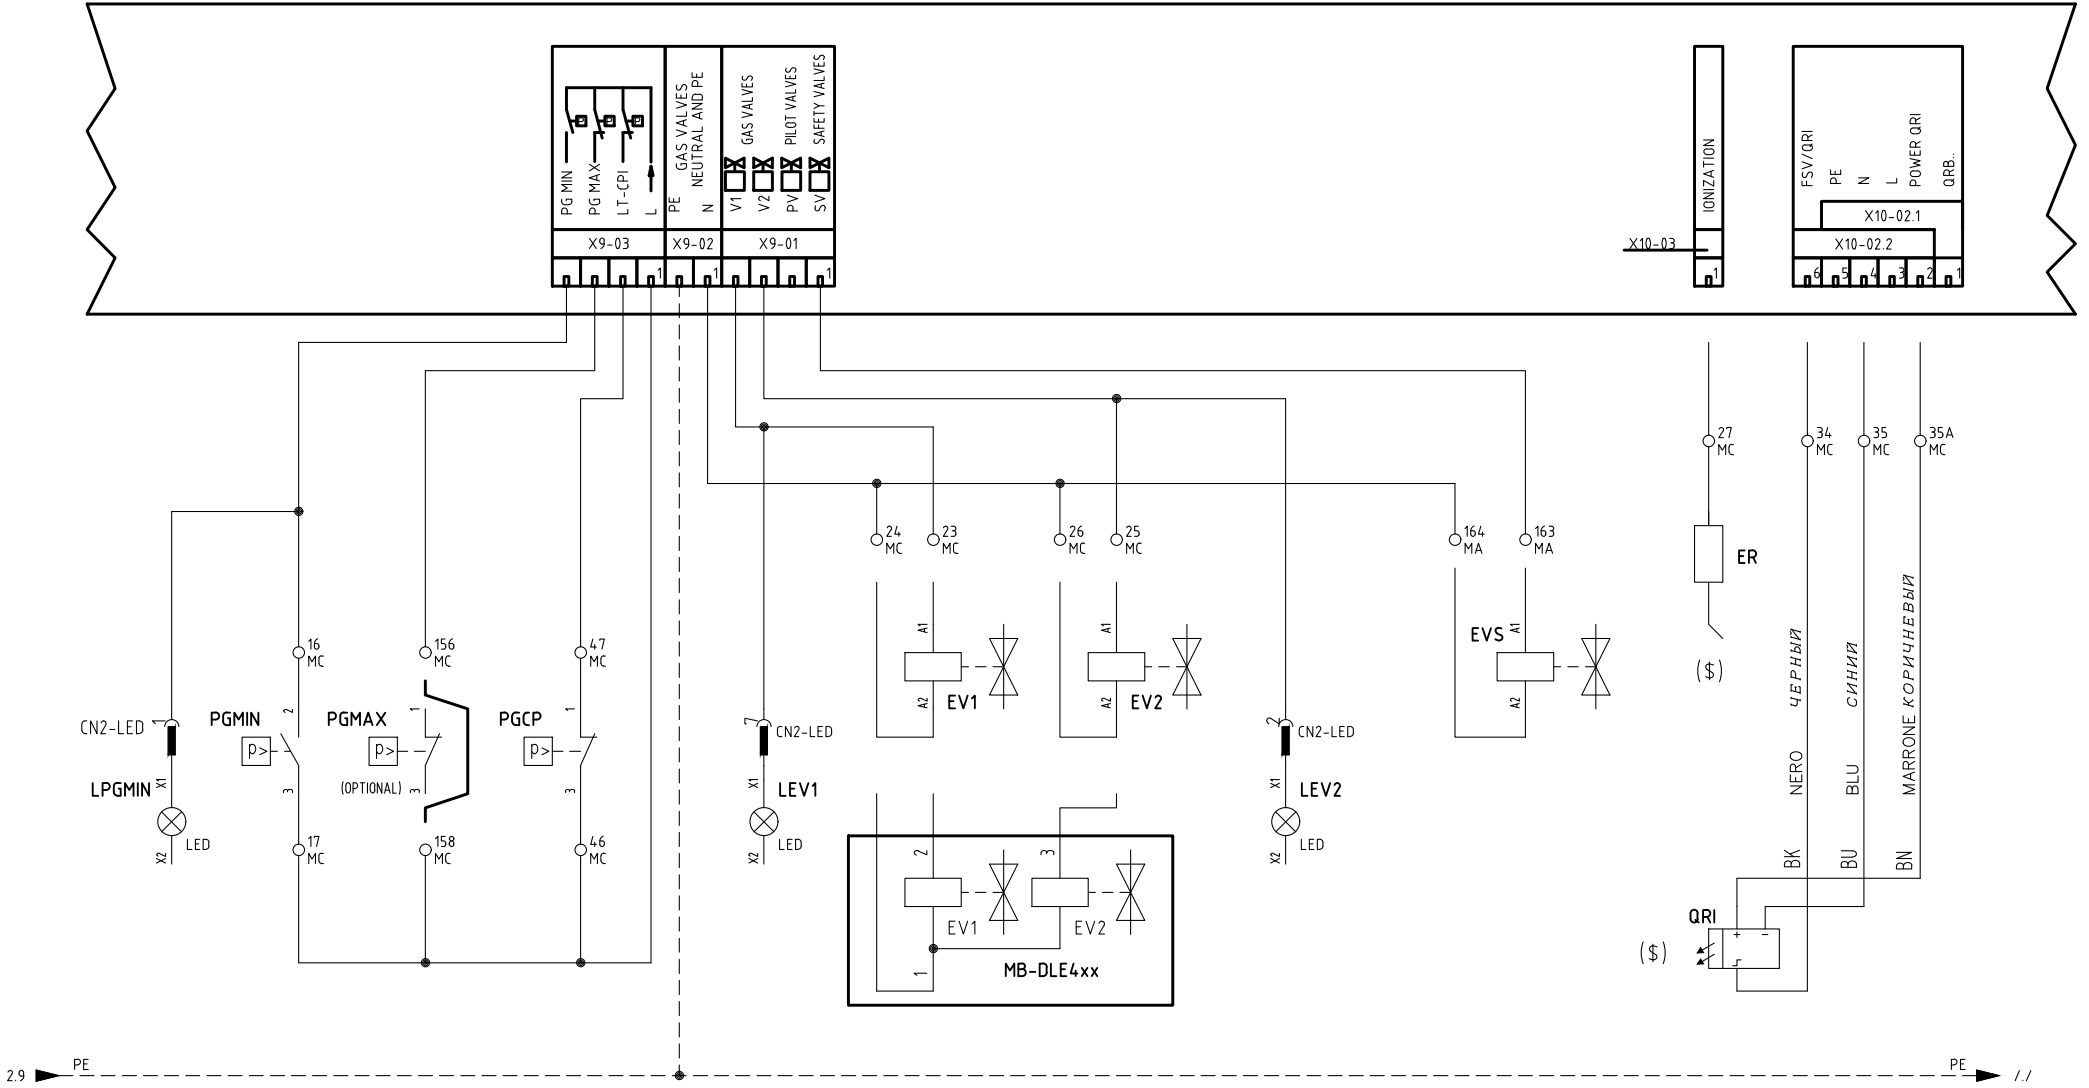 PG MIN
PG MAX
LT-CPI
L
PE
GAS VALVES
NEUTRAL AND PE
N
V1
GAS VALVES
V2
PILOT VALVES
PV
SAFETY VALVES
SV
X9-03
X9-02
X9-01
1
1
1
IONIZATION
X10-03
1
FSV/QRI
PE
N
L
POWER QRI
QRB..
X10-02.1
X10-02.2
6
5
4
3
2
1
27
MC
34
MC
35
MC
35A
MC
24
MC
23
MC
26
MC
25
MC
164
MA
163
MA
ER
($)
16
MC
156
MC
47
MC
A1
A2
EV1
A1
A2
EV2
EVS
A1
A2
CN2-LED
1
X1
LPGMIN
LED
X2
PGMIN
P>
2
3
17
MC
PGMAX
P>
1
3
(OPTIONAL)
158
MC
PGCP
P>
1
3
46
MC
7
CN2-LED
X1
LEV1
LED
X2
2
CN2-LED
X1
LEV2
LED
X2
2
EV1
3
EV2
1
MB-DLE4xx
BK
NERO
ЧЕРНЫЙ
BU
BLU
СИНИЙ
BN
MARRONE КОРИЧНЕВЫЙ
QRI
+
-
($)
2.9
PE
PE
/./